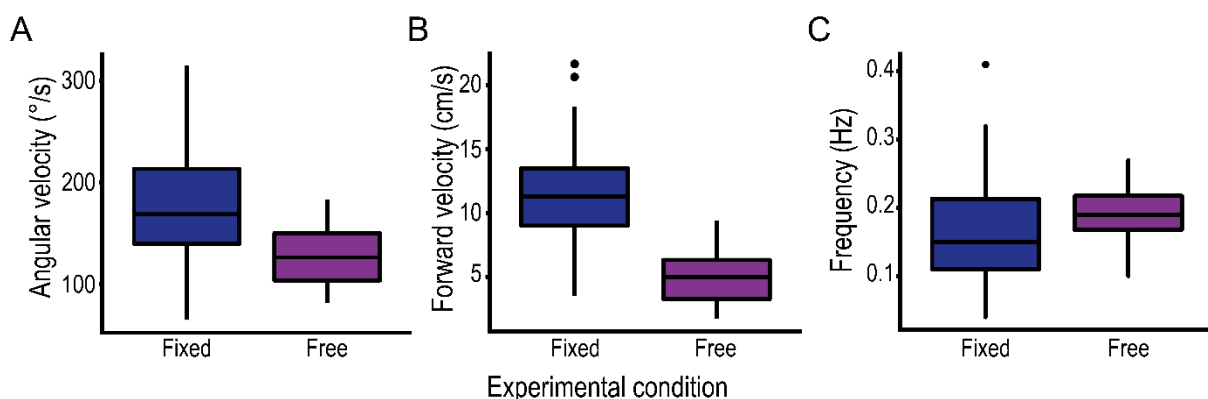 A
Angular velocity (°/s)
300
200
100
Fixed
Free
B
Forward velocity (cm/s)
20
15
10
5
Fixed
Free
C
Frequency (Hz)
0.4
0.3
0.2
0.1
Fixed
Free
Experimental condition